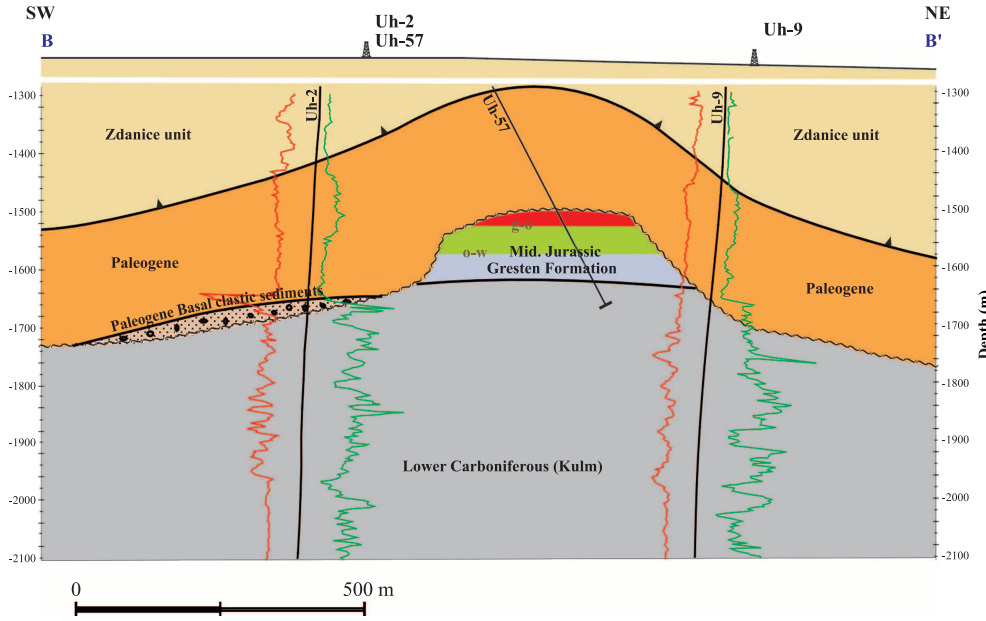 SW
NE
B
B'
Uh-2
Uh-57
Uh-9
-1300
-1400
-1500
-1600
-1700
-1800
-1900
-2000
-2100
-1300
-1400
-1500
-1600
-1700
-1800
-1900
-2000
-2100
Depth (m)
Uh-2
Uh-57
Uh-9
Zdanice unit
Zdanice unit
g-o
o-w
Mid. Jurassic
Gresten Formation
Paleogene
Paleogene
Paleogene Basal clastic sediments
Lower Carboniferous (Kulm)
0
500 m